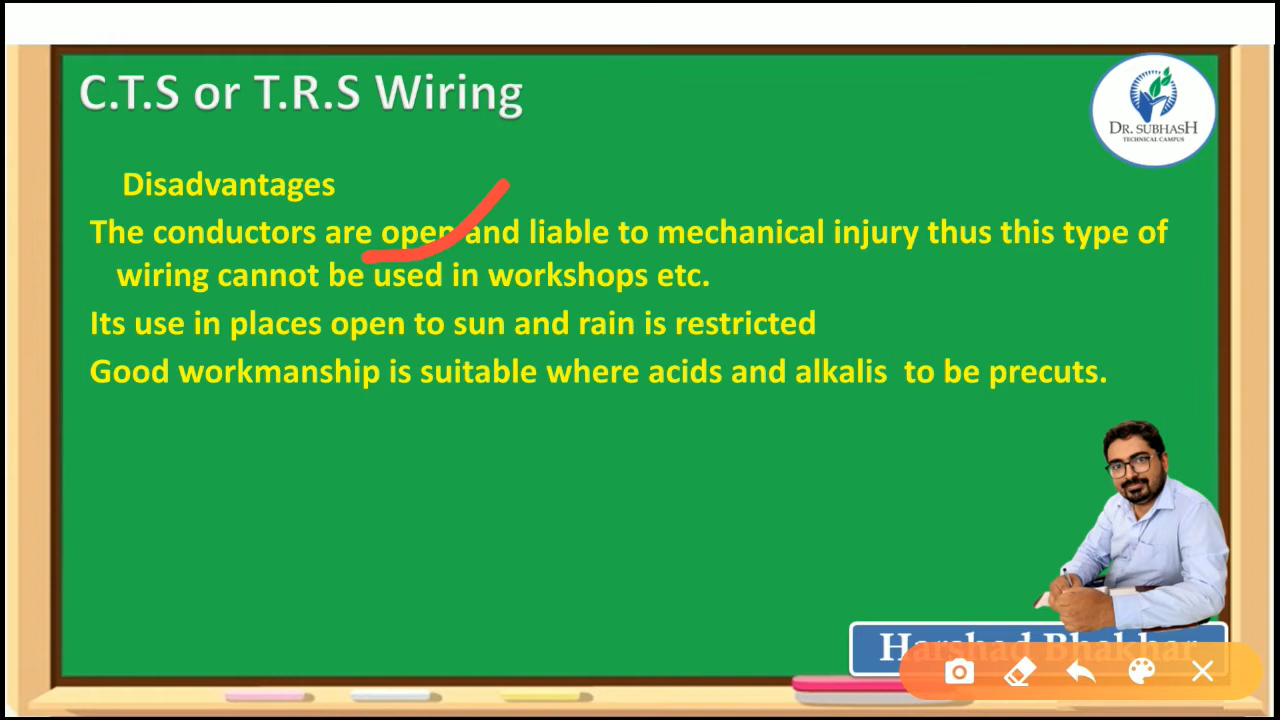 C.T.S or T.R.S Wiring
DR. SUBHASH
TECHNICAL CAMPUS
Disadvantages
The conductors are open and liable to mechanical injury thus this type of
wiring cannot be used in workshops etc.
Its use in places open to sun and rain is restricted
Good workmanship is suitable where acids and alkalis to be precuts.
Harshad Bhakhar